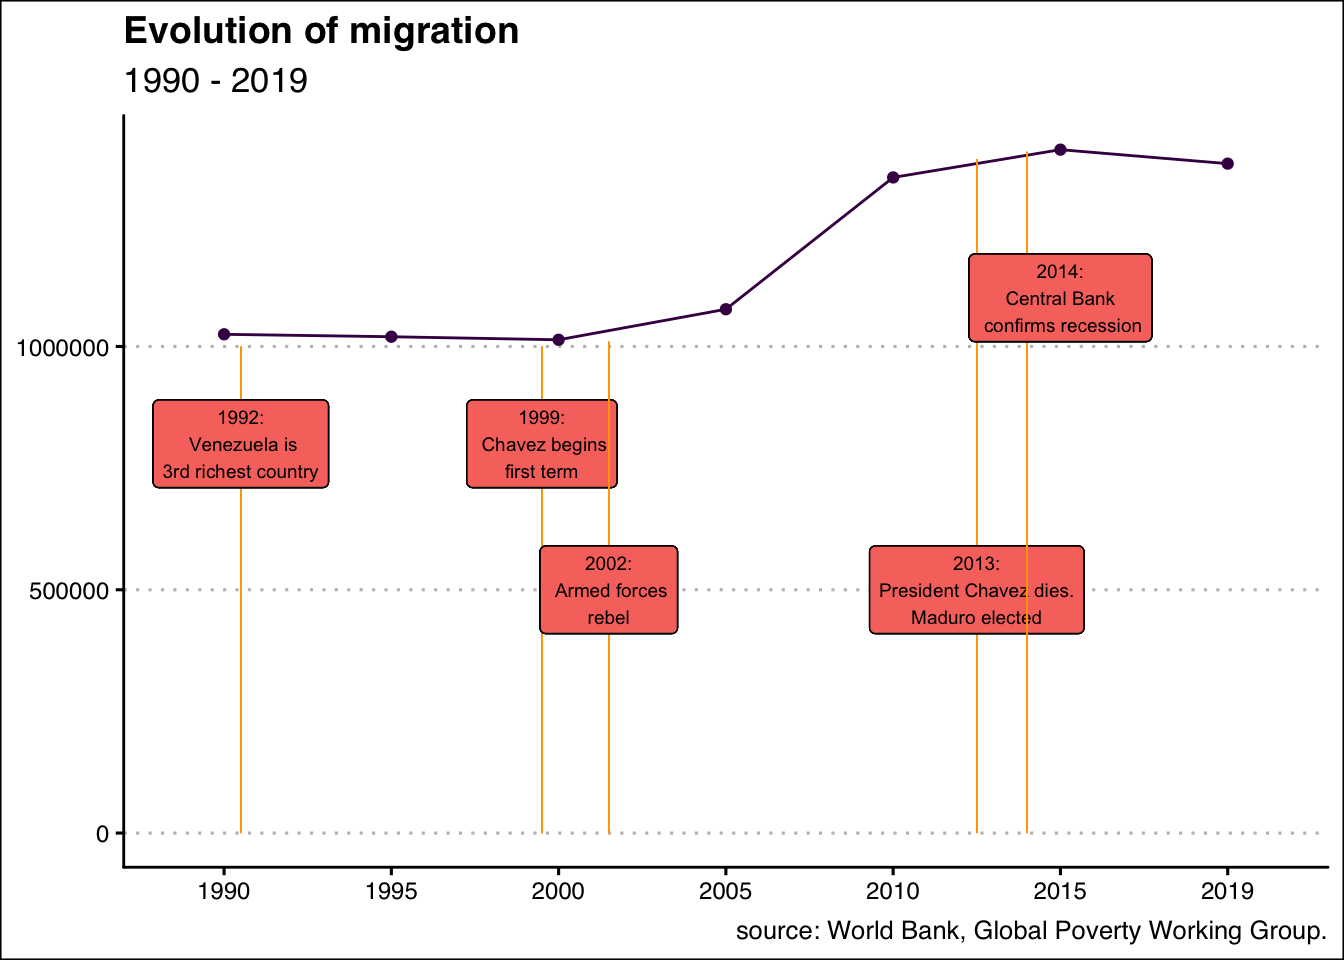 Evolution of migration
1990 - 2019
2014:
Central Bank
confirms recession
1000000
1992:
Venezuela is
3rd richest country
1999:
Chavez begins
first term
2002:
Armed forces
rebel
2013:
President Chavez dies.
Maduro elected
500000
0
1990 1995 2000 2005 2010 2015 2019
source: World Bank, Global Poverty Working Group.